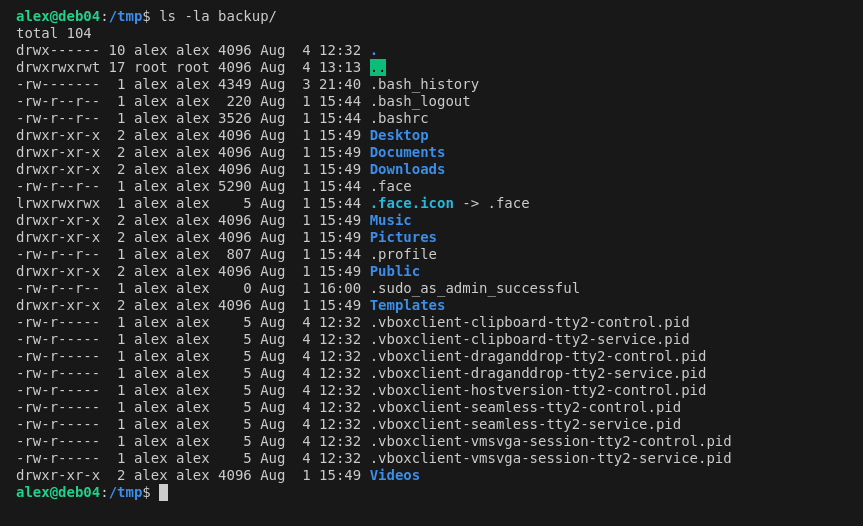 alex@deb04:/tmp$ ls -la backup/
total 104
drwx------ 10 alex alex 4096 Aug  4 12:32 .
drwxrwxrwt 17 root root 4096 Aug  4 13:13 ..
-rw-------  1 alex alex 4349 Aug  3 21:40 .bash_history
-rw-r--r--  1 alex alex  220 Aug  1 15:44 .bash_logout
-rw-r--r--  1 alex alex 3526 Aug  1 15:44 .bashrc
drwxr-xr-x  2 alex alex 4096 Aug  1 15:49 Desktop
drwxr-xr-x  2 alex alex 4096 Aug  1 15:49 Documents
drwxr-xr-x  2 alex alex 4096 Aug  1 15:49 Downloads
-rw-r--r--  1 alex alex 5290 Aug  1 15:44 .face
lrwxrwxrwx  1 alex alex    5 Aug  1 15:44 .face.icon -> .face
drwxr-xr-x  2 alex alex 4096 Aug  1 15:49 Music
drwxr-xr-x  2 alex alex 4096 Aug  1 15:49 Pictures
-rw-r--r--  1 alex alex  807 Aug  1 15:44 .profile
drwxr-xr-x  2 alex alex 4096 Aug  1 15:49 Public
-rw-r--r--  1 alex alex    0 Aug  1 16:00 .sudo_as_admin_successful
drwxr-xr-x  2 alex alex 4096 Aug  1 15:49 Templates
-rw-r-----  1 alex alex    5 Aug  4 12:32 .vboxclient-clipboard-tty2-control.pid
-rw-r-----  1 alex alex    5 Aug  4 12:32 .vboxclient-clipboard-tty2-service.pid
-rw-r-----  1 alex alex    5 Aug  4 12:32 .vboxclient-draganddrop-tty2-control.pid
-rw-r-----  1 alex alex    5 Aug  4 12:32 .vboxclient-draganddrop-tty2-service.pid
-rw-r-----  1 alex alex    5 Aug  4 12:32 .vboxclient-hostversion-tty2-control.pid
-rw-r-----  1 alex alex    5 Aug  4 12:32 .vboxclient-seamless-tty2-control.pid
-rw-r-----  1 alex alex    5 Aug  4 12:32 .vboxclient-seamless-tty2-service.pid
-rw-r-----  1 alex alex    5 Aug  4 12:32 .vboxclient-vmsvga-session-tty2-control.pid
-rw-r-----  1 alex alex    5 Aug  4 12:32 .vboxclient-vmsvga-session-tty2-service.pid
drwxr-xr-x  2 alex alex 4096 Aug  1 15:49 Videos
alex@deb04:/tmp$